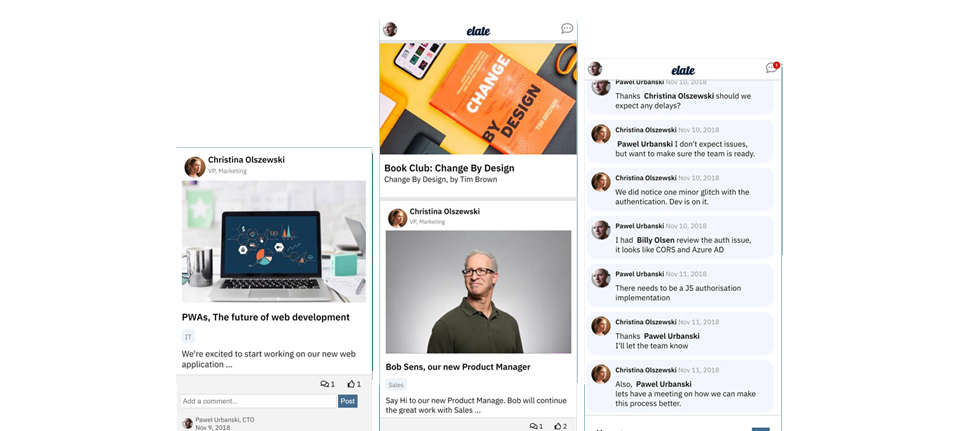 Christina Olszewski
VP, Marketing
PWAs, The future of web development
IT
We're excited to start working on our new web
application ...
1 1
Add a comment... Post
Pawel Urbanski, CTO
Nov 9, 2018
elate
CHANGE
BY
DESIGN
TIM BROWN
Book Club: Change By Design
Change By Design, by Tim Brown
Christina Olszewski
VP, Marketing
Bob Sens, our new Product Manager
Sales
Say Hi to our new Product Manage. Bob will continue
the great work with Sales ...
1 2
elate
1
Pawel Urbanski Nov 10, 2018
Thanks Christina Olszewski should we
expect any delays?
Christina Olszewski Nov 10, 2018
Pawel Urbanski I don't expect issues,
but want to make sure the team is ready.
Christina Olszewski Nov 10, 2018
We did notice one minor glitch with the
authentication. Dev is on it.
Pawel Urbanski Nov 10, 2018
I had Billy Olsen review the auth issue,
it looks like CORS and Azure AD
Pawel Urbanski Nov 11, 2018
There needs to be a JS authorisation
implementation
Christina Olszewski Nov 11, 2018
Thanks Pawel Urbanski
I'll let the team know
Christina Olszewski Nov 11, 2018
Also, Pawel Urbanski
lets have a meeting on how we can make
this process better.